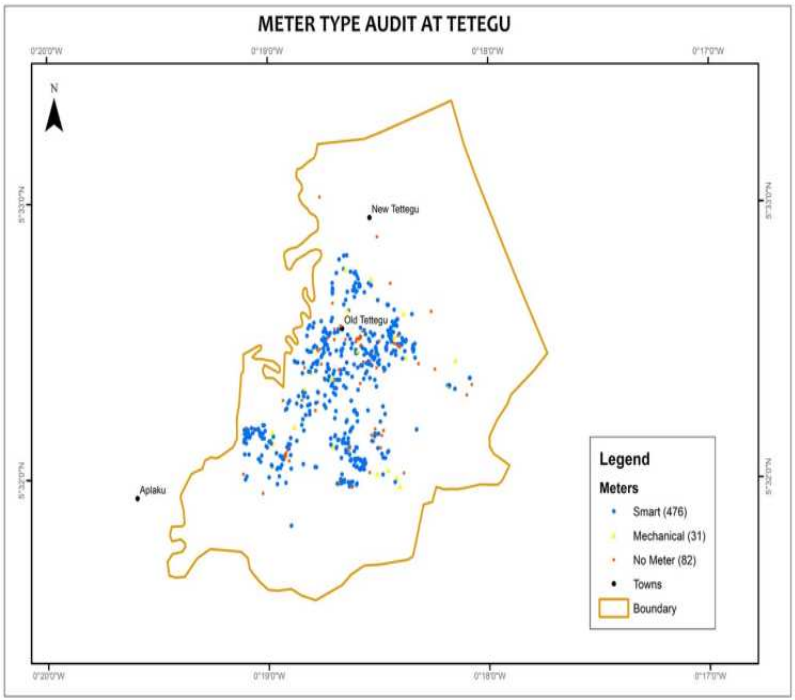 METER TYPE AUDIT AT TETEGU
0°20'0"W 0°19'0"W 0°18'0"W 0°17'0"W
N
5°33'0"N
5°33'0"N
New Tettegu
Old Tettegu
5°32'0"N
5°32'0"N
Aplaku
Legend
Meters
Smart (476)
Mechanical (31)
No Meter (82)
Towns
Boundary
0°20'0"W 0°19'0"W 0°18'0"W 0°17'0"W